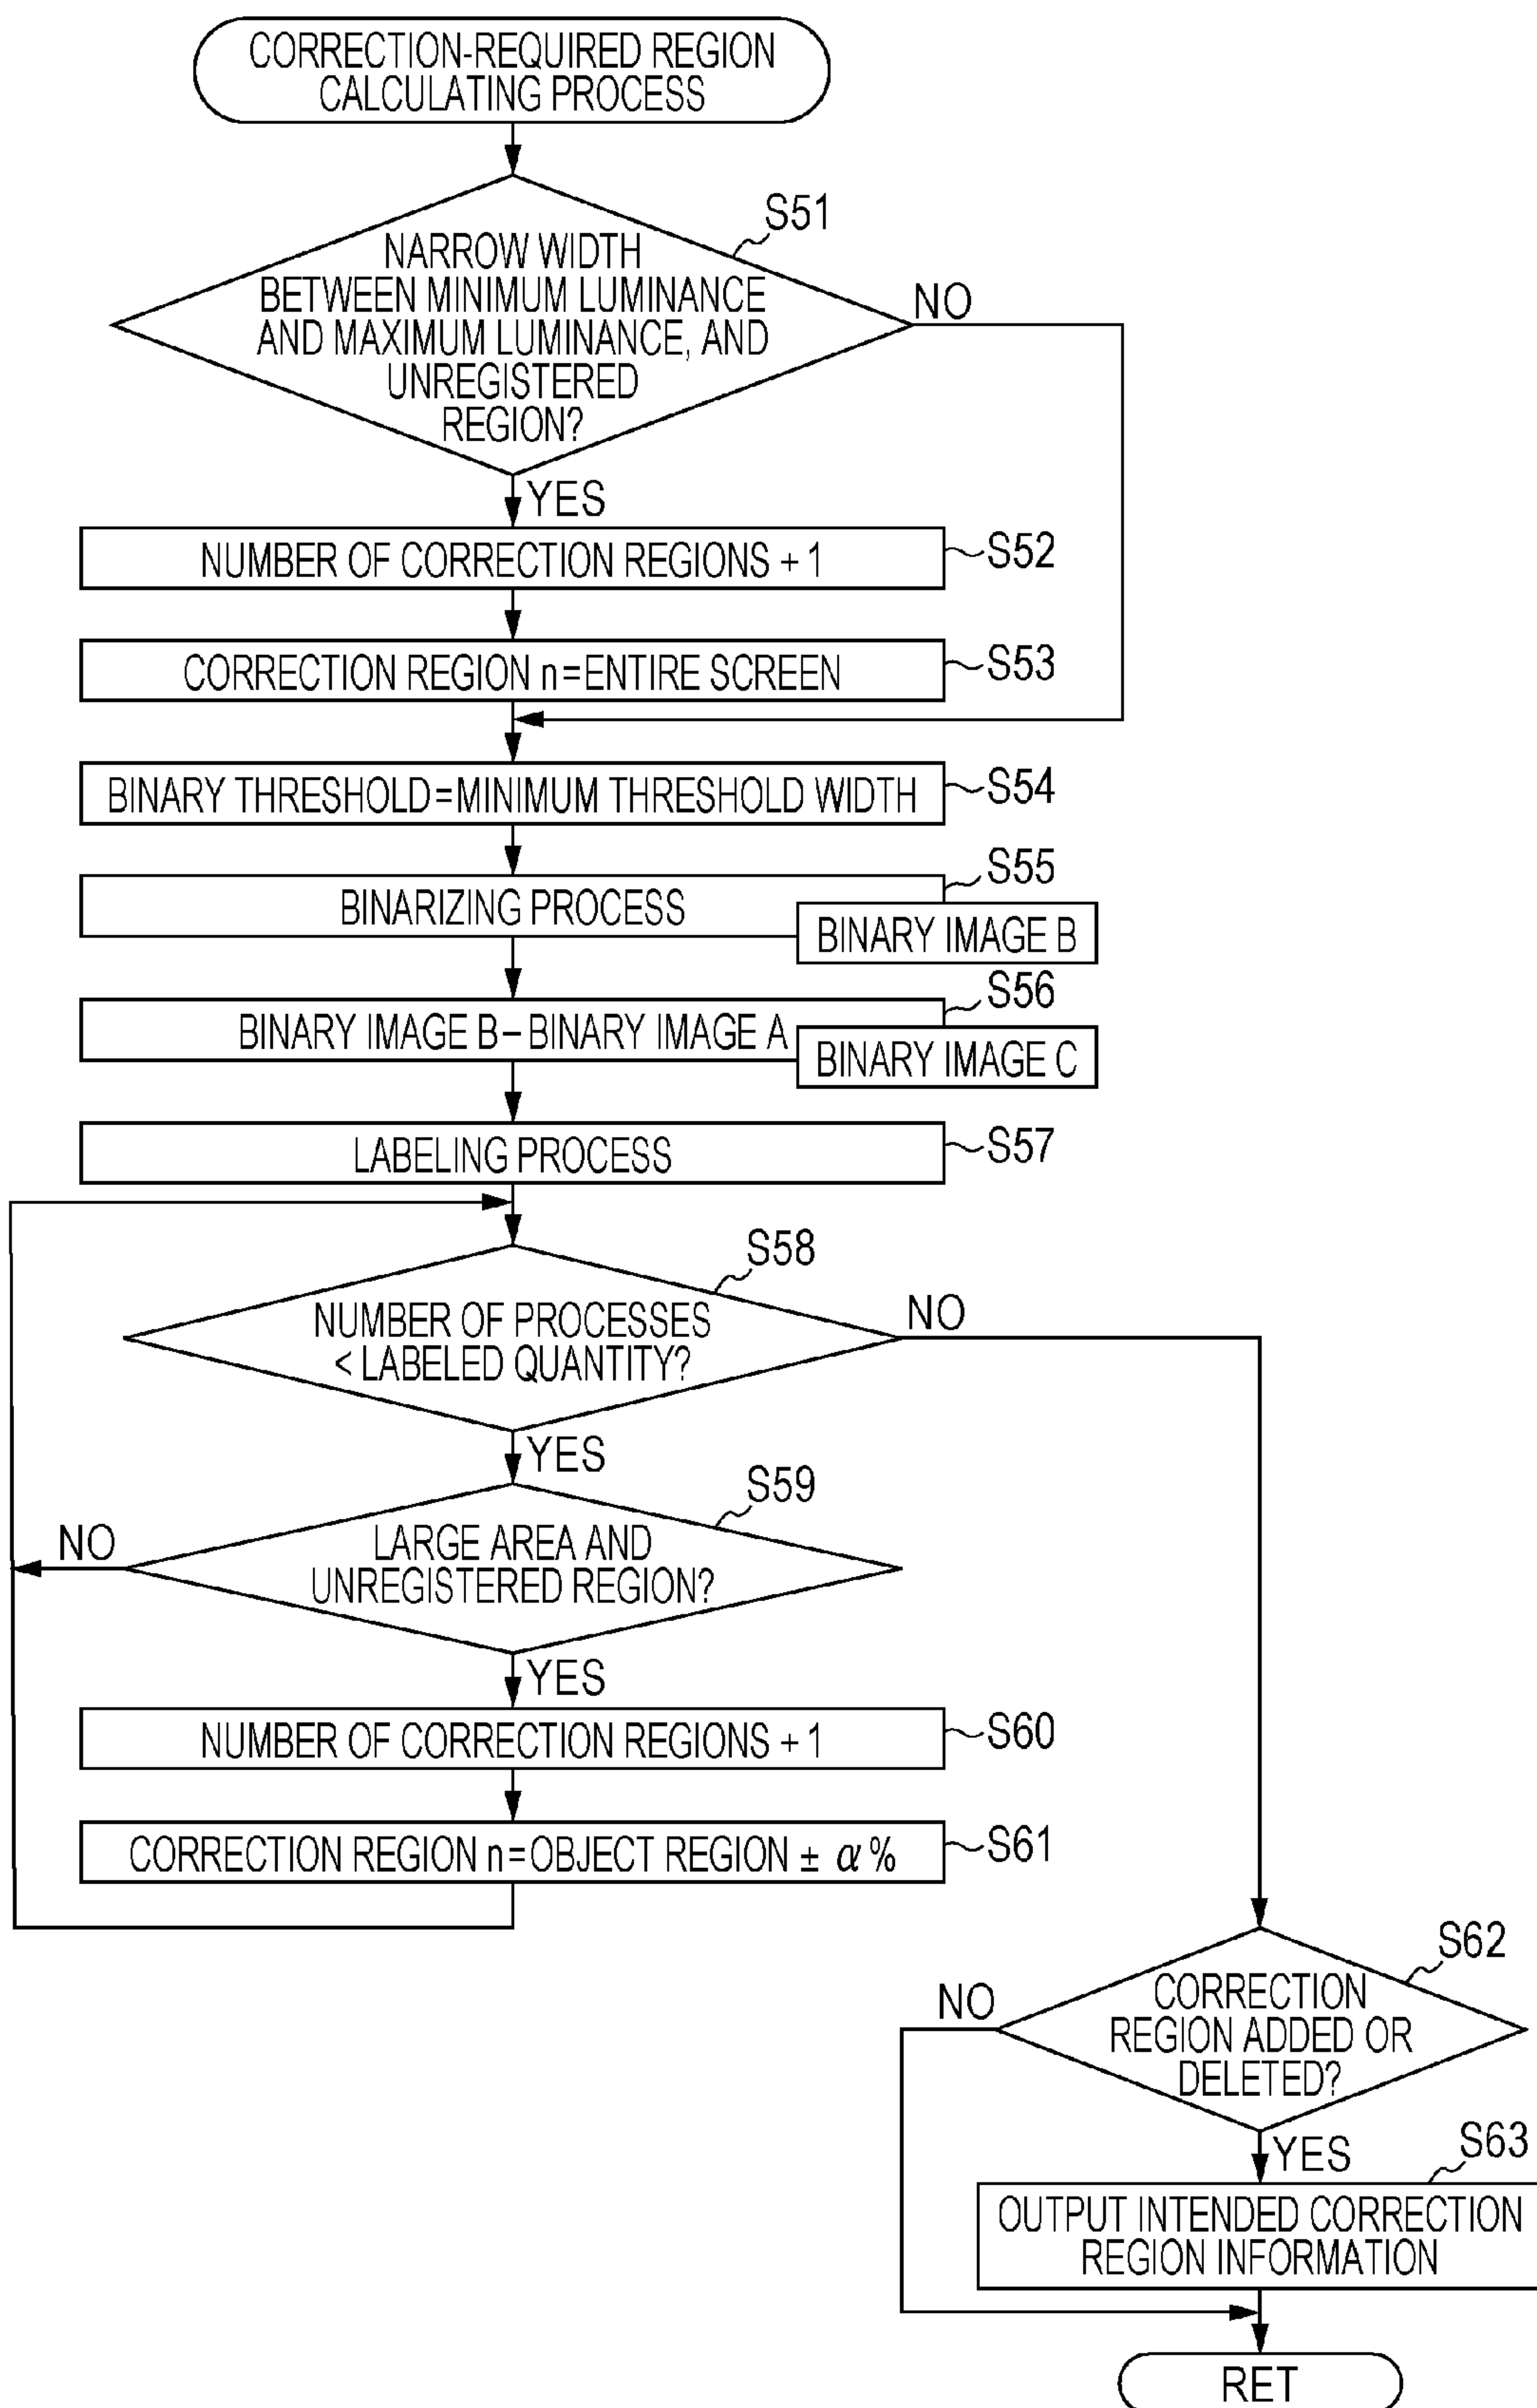 CORRECTION-REQUIRED REGION
CALCULATING PROCESS
S51
NARROW WIDTH
BETWEEN MINIMUM LUMINANCE
AND MAXIMUM LUMINANCE, AND
UNREGISTERED
REGION?
NO
YES
NUMBER OF CORRECTION REGIONS + 1
S52
CORRECTION REGION n=ENTIRE SCREEN
S53
BINARY THRESHOLD=MINIMUM THRESHOLD WIDTH
S54
S55
BINARIZING PROCESS
BINARY IMAGE B
S56
BINARY IMAGE B–BINARY IMAGE A
BINARY IMAGE C
LABELING PROCESS
S57
S58
NUMBER OF PROCESSES
< LABELED QUANTITY?
NO
YES
S59
LARGE AREA AND
UNREGISTERED REGION?
NO
YES
NUMBER OF CORRECTION REGIONS + 1
S60
CORRECTION REGION n=OBJECT REGION ± α %
S61
S62
CORRECTION
REGION ADDED OR
DELETED?
NO
YES
S63
OUTPUT INTENDED CORRECTION
REGION INFORMATION
RET